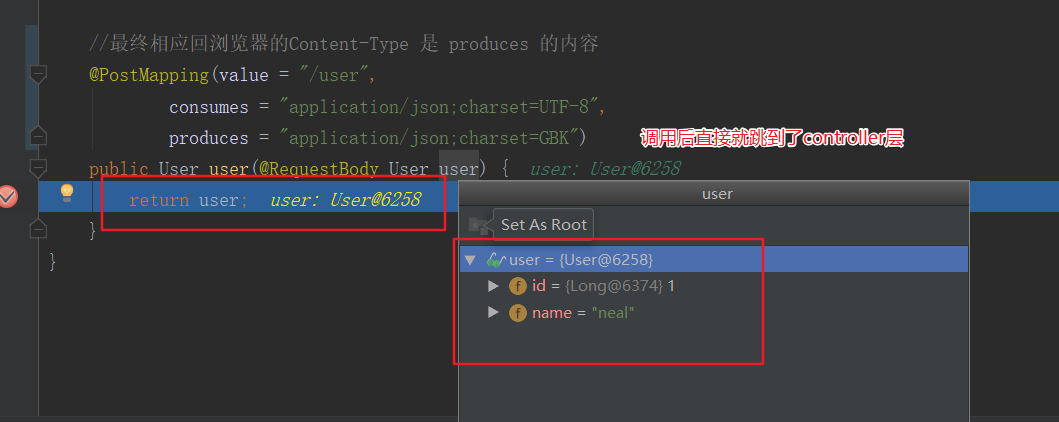 //最终相应回浏览器的Content-Type 是 produces 的内容
@PostMapping(value = "/user",
consumes = "application/json;charset=UTF-8",
produces = "application/json;charset=GBK")
调用后直接就跳到了controller层
public User user(@RequestBody User user) { user: User@6258
return user; user: User@6258
}
}
user
Set As Root
user = {User@6258}
id = {Long@6374} 1
name = "neal"